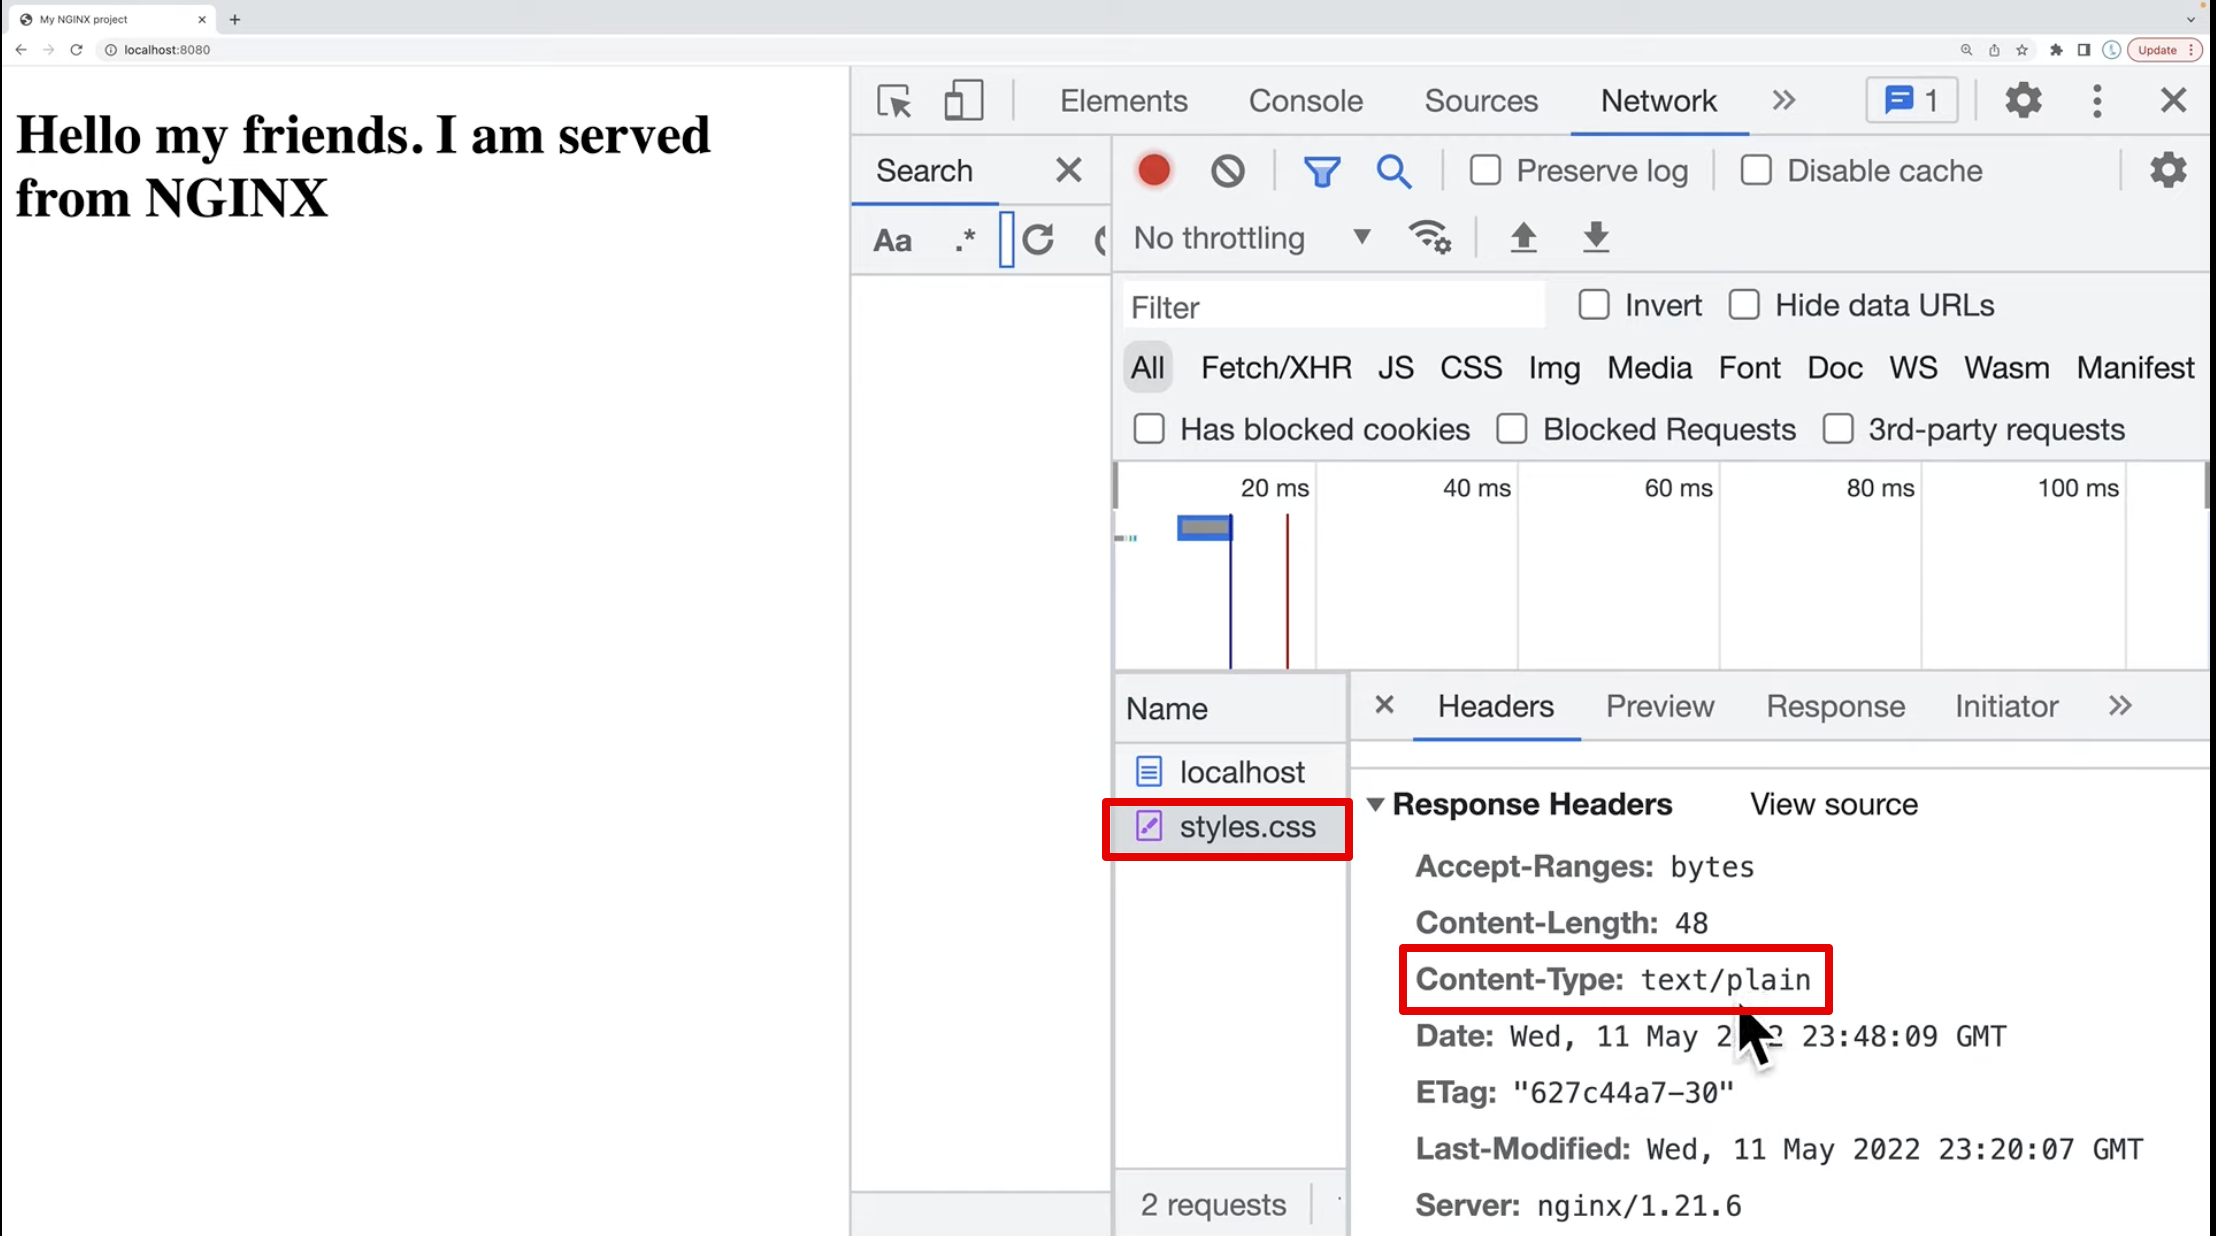 My NGINX project
localhost:8080
Update
Hello my friends. I am served
from NGINX
Elements Console Sources Network 1
Search
Preserve log Disable cache
Aa .*
No throttling
Filter Invert Hide data URLs
All Fetch/XHR JS CSS Img Media Font Doc WS Wasm Manifest
Has blocked cookies Blocked Requests 3rd-party requests
20 ms 40 ms 60 ms 80 ms 100 ms
Name
localhost
styles.css
2 requests
Headers Preview Response Initiator
Response Headers View source
Accept-Ranges: bytes
Content-Length: 48
Content-Type: text/plain
Date: Wed, 11 May 23:48:09 GMT
ETag: "627c44a7-30"
Last-Modified: Wed, 11 May 2022 23:20:07 GMT
Server: nginx/1.21.6